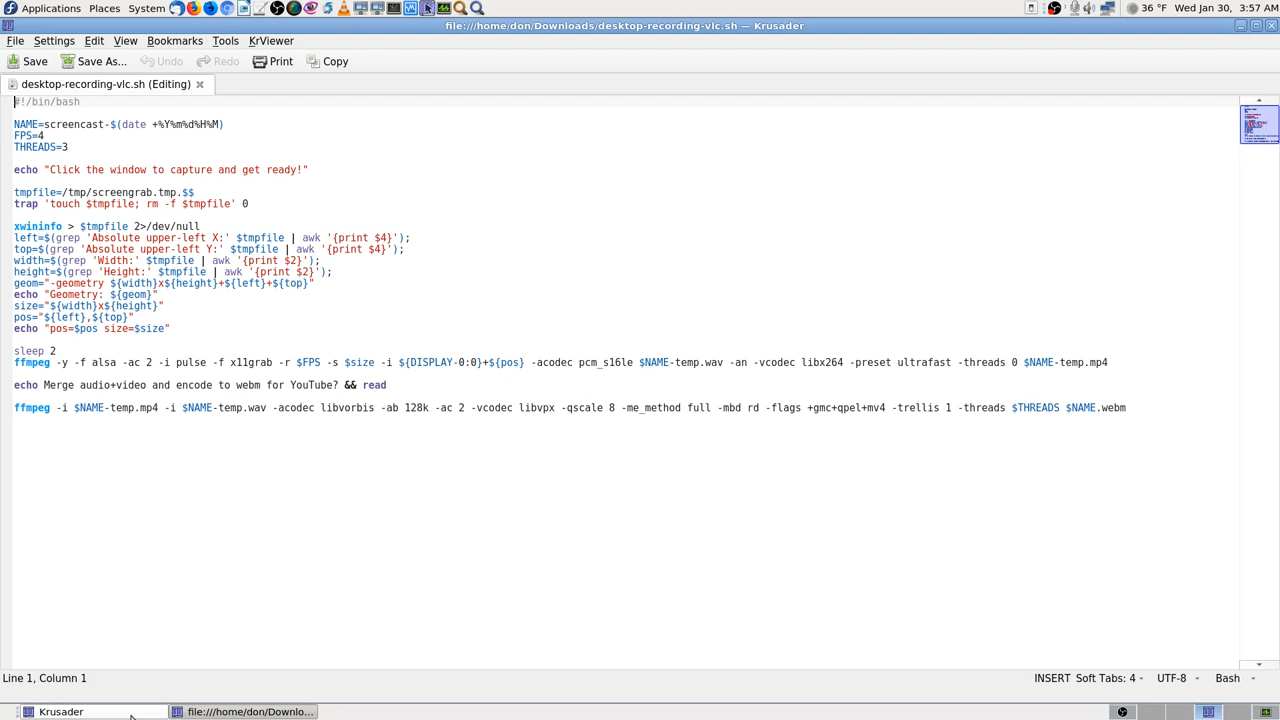 Applications Places System 36 °F Wed Jan 30, 3:57 AM
file:///home/don/Downloads/desktop-recording-vlc.sh — Krusader
File Settings Edit View Bookmarks Tools KrViewer
Save Save As... Undo Redo Print Copy
desktop-recording-vlc.sh (Editing)
#!/bin/bash
NAME=screencast-$(date +%Y%m%d%H%M)
FPS=4
THREADS=3
echo "Click the window to capture and get ready!"
tmpfile=/tmp/screengrab.tmp.$$
trap 'touch $tmpfile; rm -f $tmpfile' 0
xwininfo > $tmpfile 2>/dev/null
left=$(grep 'Absolute upper-left X:' $tmpfile | awk '{print $4}');
top=$(grep 'Absolute upper-left Y:' $tmpfile | awk '{print $4}');
width=$(grep 'Width:' $tmpfile | awk '{print $2}');
height=$(grep 'Height:' $tmpfile | awk '{print $2}');
geom="-geometry ${width}x${height}+${left}+${top}"
echo "Geometry: ${geom}"
size="${width}x${height}"
pos="${left},${top}"
echo "pos=$pos size=$size"
sleep 2
ffmpeg -y -f alsa -ac 2 -i pulse -f x11grab -r $FPS -s $size -i ${DISPLAY-0:0}+${pos} -acodec pcm_s16le $NAME-temp.wav -an -vcodec libx264 -preset ultrafast -threads 0 $NAME-temp.mp4
echo Merge audio+video and encode to webm for YouTube? && read
ffmpeg -i $NAME-temp.mp4 -i $NAME-temp.wav -acodec libvorbis -ab 128k -ac 2 -vcodec libvpx -qscale 8 -me_method full -mbd rd -flags +gmc+qpel+mv4 -trellis 1 -threads $THREADS $NAME.webm
Line 1, Column 1 INSERT Soft Tabs: 4 UTF-8 Bash
Krusader file:///home/don/Downlo...